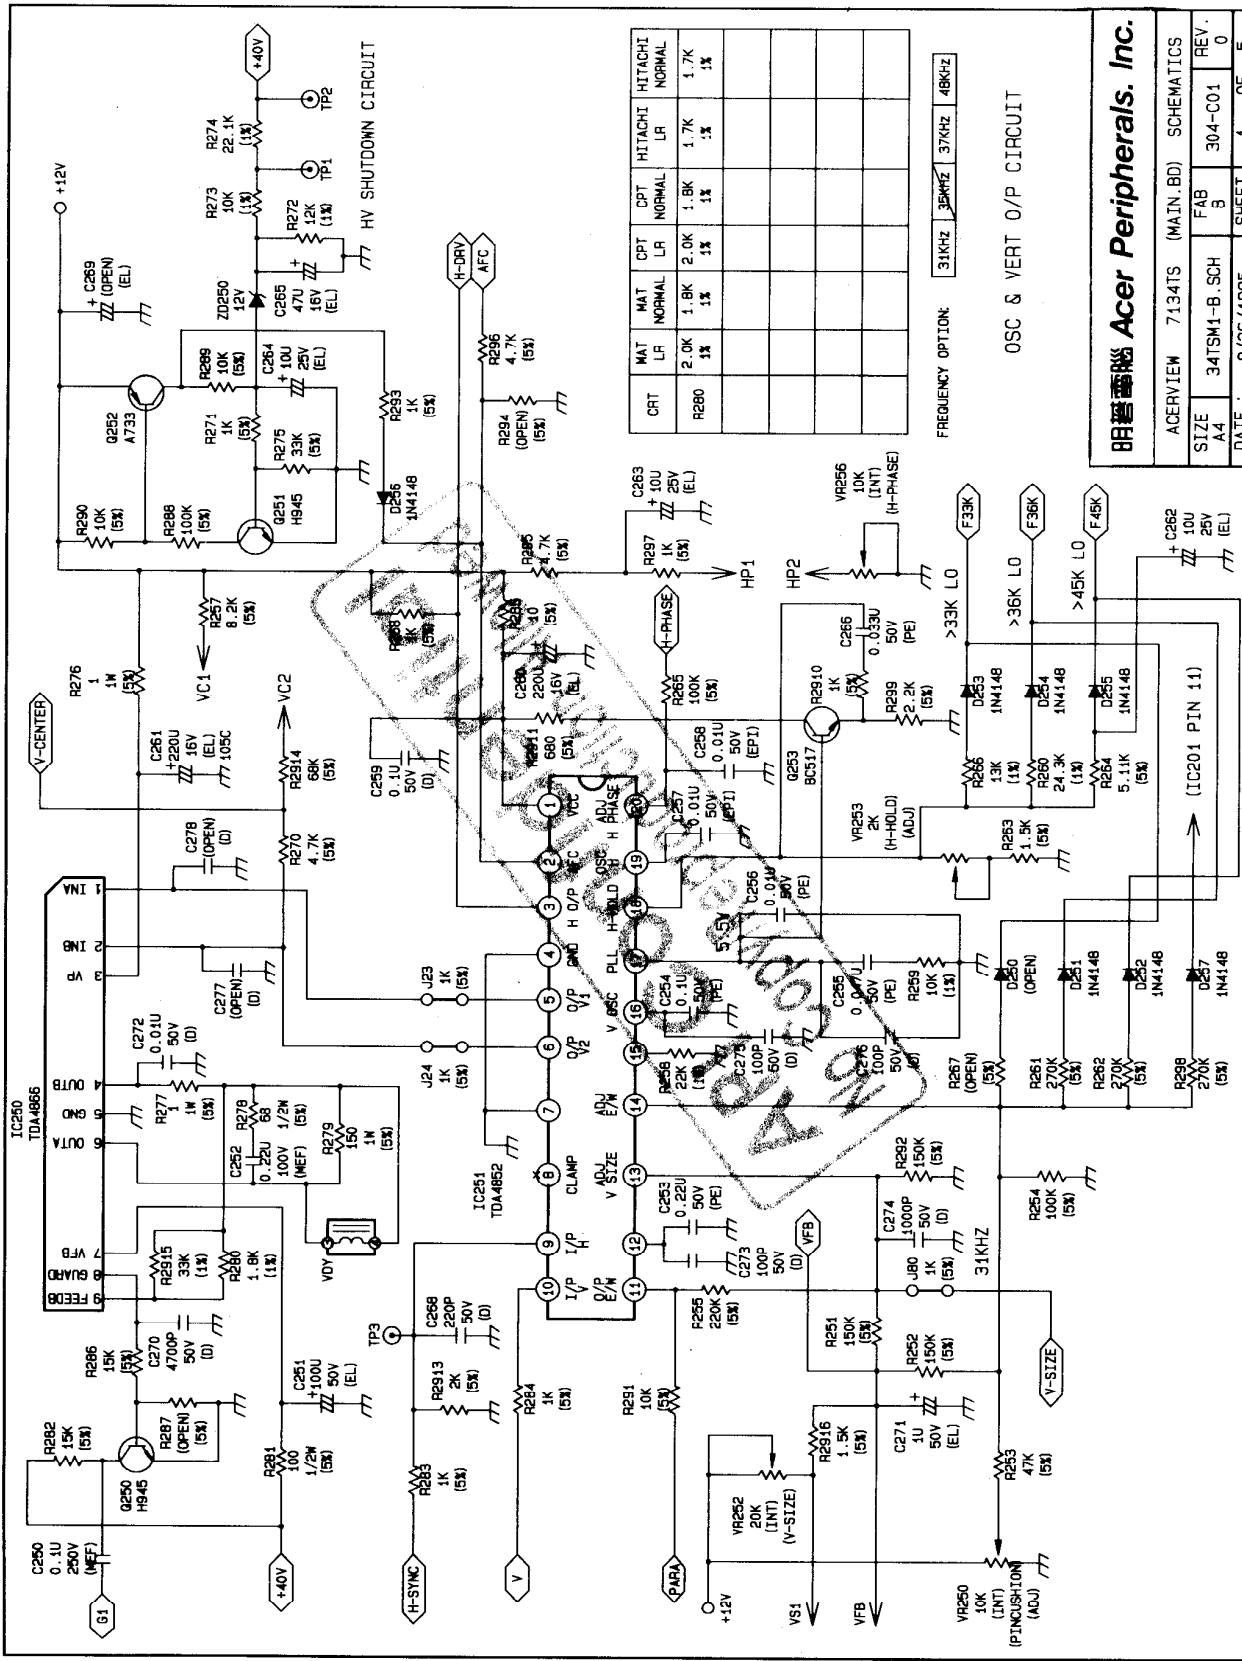 C250
0.1U
250V
(MEF)
G1
+40V
R282
15K
(5%)
Q250
H945
R287
(OPEN)
(5%)
R286
15K
(5%)
C270
4700P
50V
(D)
R281
100
1/2W
(5%)
C251
+100U
50V
(EL)
IC250
TDA4866
9 FEEDB
8 GUARD
7 VFB
6 OUTA
5 GND
4 OUTB
3 VP
2 INB
1 INA
R2915
33K
(1%)
R280
1.8K
(1%)
VDY
C252
0.22U
100V
(MEF)
R278
68
1/2W
(5%)
R279
150
1W
(5%)
R277
1
1W
(5%)
C272
0.01U
50V
(D)
C277
(OPEN)
(D)
C278
(OPEN)
(D)
R270
4.7K
(5%)
R2914
68K
(5%)
VC2
V-CENTER
C261
+220U
16V
(EL)
105C
R276
1
1W
(5%)
VC1
R257
8.2K
(5%)
R290
10K
(5%)
R288
100K
(5%)
Q251
H945
Q252
A733
R271
1K
(5%)
R275
33K
(5%)
R289
10K
(5%)
C264
10U
25V
(EL)
ZD250
12V
C265
47U
16V
(EL)
C269
(OPEN)
(EL)
+12V
R272
12K
(1%)
R273
10K
(1%)
R274
22.1K
(1%)
TP1
TP2
+40V
HV SHUTDOWN CIRCUIT
D256
1N4148
R293
1K
(5%)
R294
(OPEN)
(5%)
R296
4.7K
(5%)
H-DRV
AFC
H-SYNC
R283
1K
(5%)
TP3
R2913
2K
(5%)
C268
220P
50V
(D)
V
R284
1K
(5%)
J24
1K
(5%)
J23
1K
(5%)
IC251
TDA4852
C259
0.1U
50V
(D)
R2911
680
(5%)
C260
220U
16V
(EL)
10
(5%)
4.7K
(5%)
R297
1K
(5%)
C263
10U
25V
(EL)
HP1
HP2
H-PHASE
R265
100K
(5%)
VR256
10K
(INT)
(H-PHASE)
C258
0.01U
50V
(EPI)
C257
0.01U
50V
(EPI)
C256
0.01U
50V
(PE)
5.5V
C254
0.1U
50V
(PE)
C255
0.047U
50V
(PE)
R259
10K
(1%)
C275
100P
50V
(D)
C276
100P
50V
R258
22K
C253
0.22U
50V
(PE)
C273
100P
50V
(D)
Q253
BC517
R2910
1K
(5%)
C266
0.033U
50V
(PE)
R299
2.2K
(5%)
VR253
2K
(H-HOLD)
(ADJ)
R263
1.5K
(5%)
R266
13K
(1%)
R260
24.3K
(1%)
R264
5.11K
(5%)
D253
1N4148
D254
1N4148
D255
1N4148
>33K LO
>36K LO
>45K LO
F33K
F36K
F45K
C262
10U
25V
(EL)
R267
(OPEN)
(5%)
R261
270K
(5%)
R262
270K
(5%)
R298
270K
(5%)
D250
(OPEN)
D251
1N4148
D252
1N4148
D257
1N4148
(IC201 PIN 11)
PARA
R291
10K
(5%)
R255
220K
(5%)
VFB
R292
150K
(5%)
C274
1000P
50V
(D)
J80
1K
(5%)
31KHZ
V-SIZE
R254
100K
(5%)
R251
150K
(5%)
R252
150K
(5%)
C271
1U
50V
(EL)
R2916
1.5K
(5%)
R253
47K
(5%)
+12V
VR252
20K
(INT)
(V-SIZE)
VS1
VFB
VR250
10K
(INT)
(PINCUSHION)
(ADJ)
CRT
MAT LR
MAT NORMAL
CPT LR
CPT NORMAL
HITACHI LR
HITACHI NORMAL
R280
2.0K 1%
1.8K 1%
2.0K 1%
1.8K 1%
1.7K 1%
1.7K 1%
FREQUENCY OPTION: 31KHz 35KHz 37KHz 48KHz
OSC & VERT O/P CIRCUIT
明碁電腦 Acer Peripherals. Inc.
ACERVIEW 7134TS (MAIN.BD) SCHEMATICS
SIZE A4
34TSM1-B.SCH
FAB B
304-C01
REV. 0